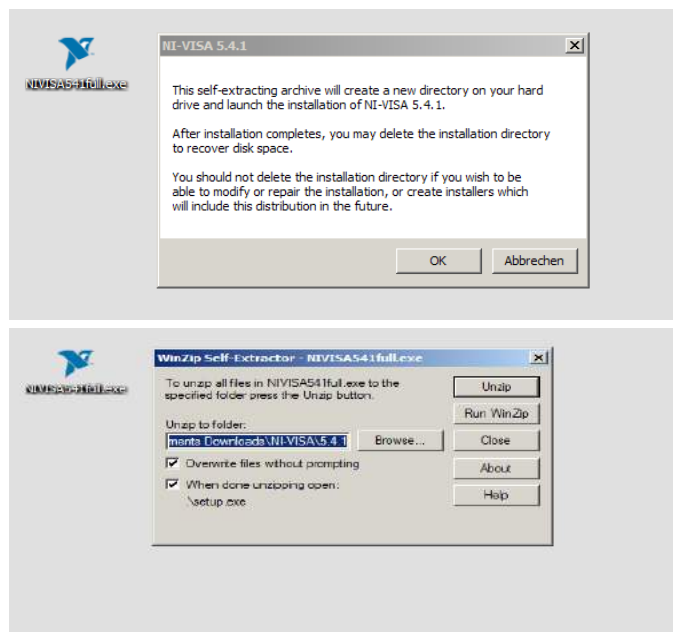 NIVISA541full.exe
NI-VISA 5.4.1
This self-extracting archive will create a new directory on your hard
drive and launch the installation of NI-VISA 5.4.1.
After installation completes, you may delete the installation directory
to recover disk space.
You should not delete the installation directory if you wish to be
able to modify or repair the installation, or create installers which
will include this distribution in the future.
OK
Abbrechen
NIVISA541full.exe
WinZip Self-Extractor - NIVISA541full.exe
To unzip all files in NIVISA541full.exe to the
specified folder press the Unzip button.
Unzip to folder:
ments Downloads\NI-VISA\5.4.1
Browse...
Overwrite files without prompting
When done unzipping open:
.\setup.exe
Unzip
Run WinZip
Close
About
Help